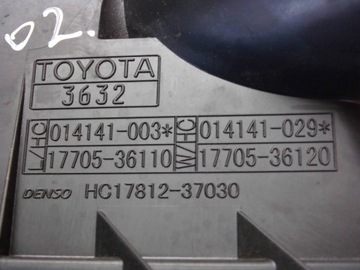 02.
TOYOTA
3632
L/HC 014141-003* W/HC 014141-029*
17705-36110 17705-36120
DENSO HC17812-37030